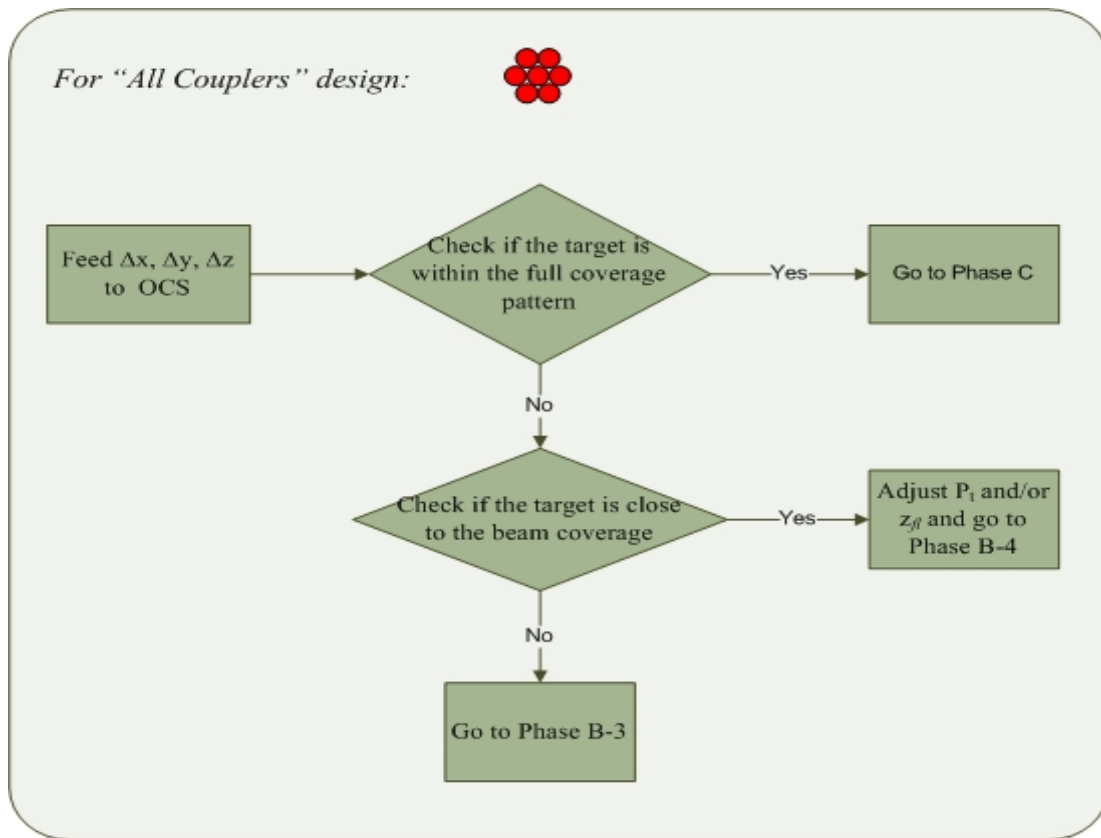 For “All Couplers” design:
Feed Δx, Δy, Δz
to OCS
Check if the target is
within the full coverage
pattern
Yes
Go to Phase C
No
Check if the target is close
to the beam coverage
Yes
Adjust Pt and/or
zfl and go to
Phase B-4
No
Go to Phase B-3